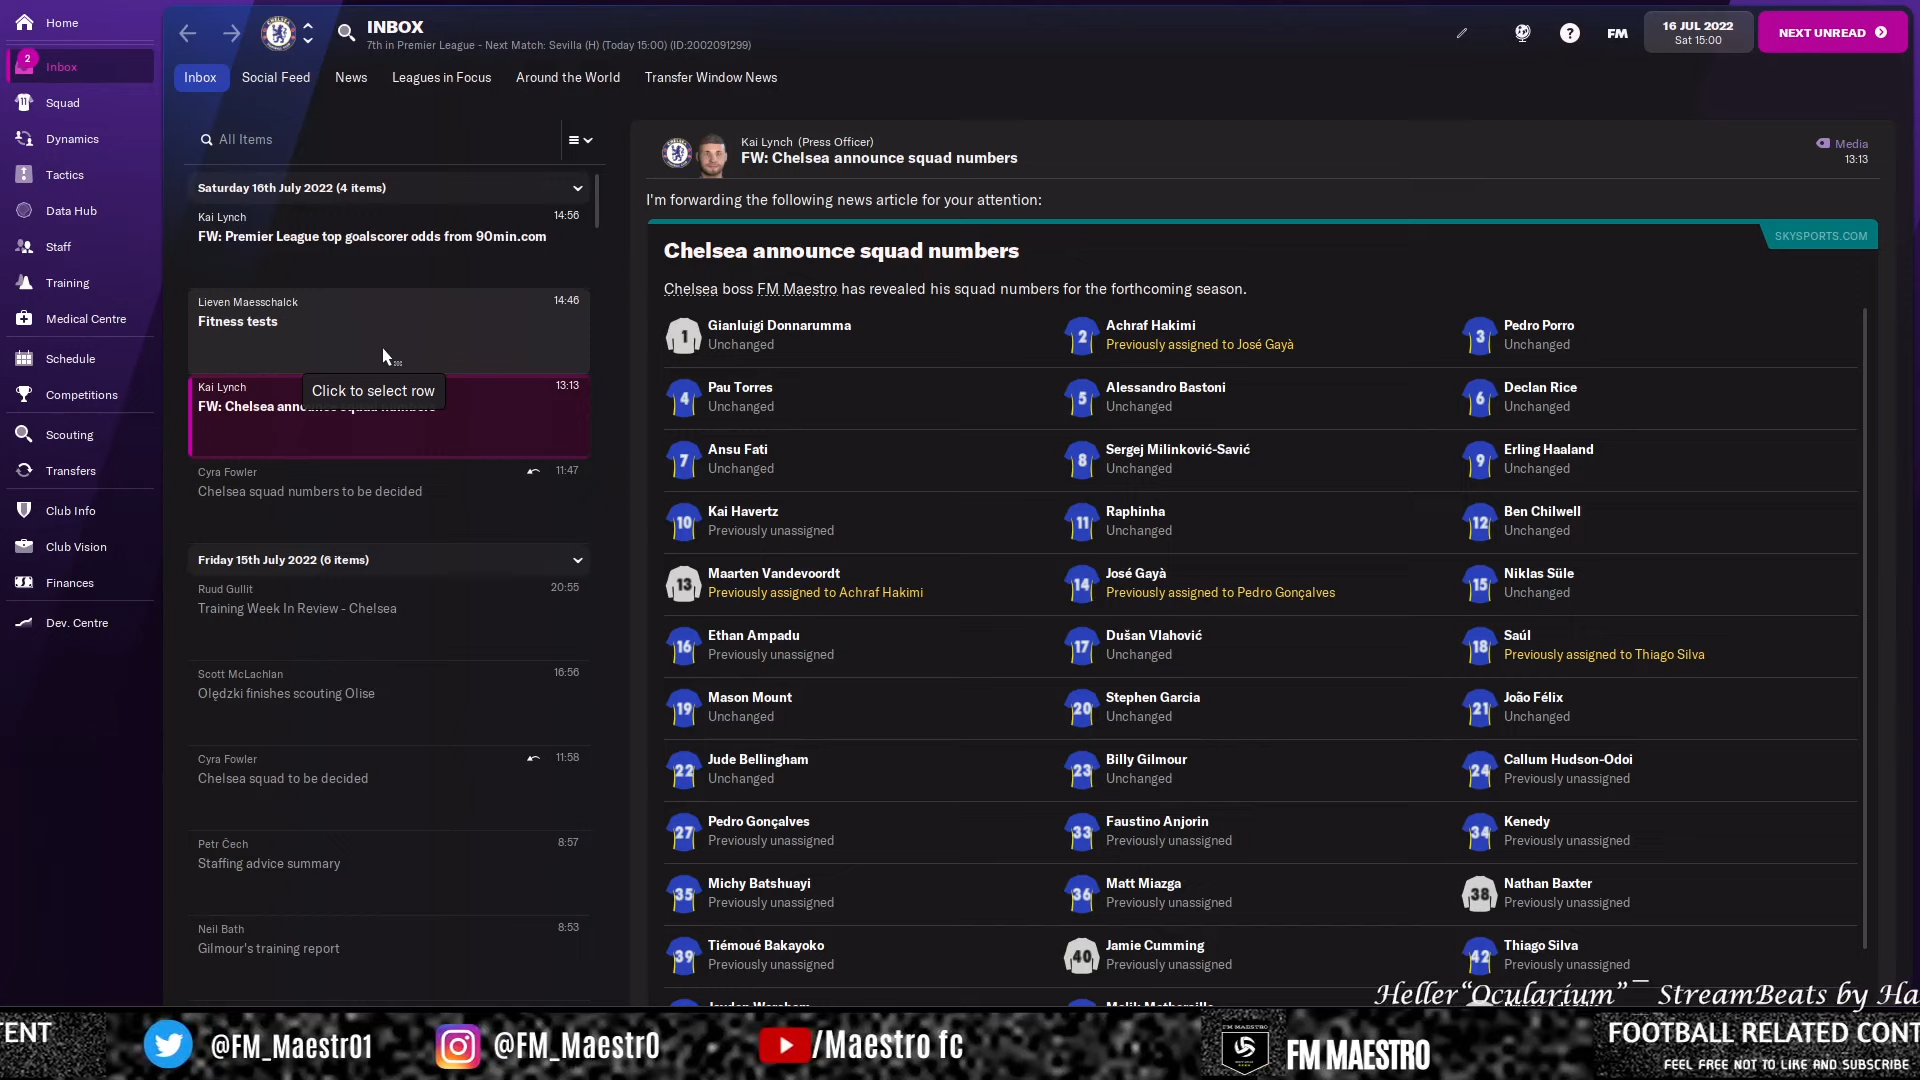 Home
INBOX
7th in Premier League - Next Match: Sevilla (H) (Today 15:00) (ID:2002091299)
FM
16 JUL 2022
Sat 15:00
NEXT UNREAD
2
Inbox
Squad
Dynamics
Tactics
Data Hub
Staff
Training
Medical Centre
Schedule
Competitions
Scouting
Transfers
Club Info
Club Vision
Finances
Dev. Centre
Inbox
Social Feed
News
Leagues in Focus
Around the World
Transfer Window News
All Items
Saturday 16th July 2022 (4 items)
Kai Lynch 14:56
FW: Premier League top goalscorer odds from 90min.com
Lieven Maesschalck 14:46
Fitness tests
Click to select row
Kai Lynch 13:13
FW: Chelsea
Cyra Fowler 11:47
Chelsea squad numbers to be decided
Friday 15th July 2022 (6 items)
Ruud Gullit 20:55
Training Week In Review - Chelsea
Scott McLachlan 16:56
Olędzki finishes scouting Olise
Cyra Fowler 11:58
Chelsea squad to be decided
Petr Čech 8:57
Staffing advice summary
Neil Bath 8:53
Gilmour's training report
Kai Lynch (Press Officer)
FW: Chelsea announce squad numbers
Media
13:13
I'm forwarding the following news article for your attention:
SKYSPORTS.COM
Chelsea announce squad numbers
Chelsea boss FM Maestro has revealed his squad numbers for the forthcoming season.
1 Gianluigi Donnarumma
Unchanged
2 Achraf Hakimi
Previously assigned to José Gayà
3 Pedro Porro
Unchanged
4 Pau Torres
Unchanged
5 Alessandro Bastoni
Unchanged
6 Declan Rice
Unchanged
7 Ansu Fati
Unchanged
8 Sergej Milinković-Savić
Unchanged
9 Erling Haaland
Unchanged
10 Kai Havertz
Previously unassigned
11 Raphinha
Unchanged
12 Ben Chilwell
Unchanged
13 Maarten Vandevoordt
Previously assigned to Achraf Hakimi
14 José Gayà
Previously assigned to Pedro Gonçalves
15 Niklas Süle
Unchanged
16 Ethan Ampadu
Previously unassigned
17 Dušan Vlahović
Unchanged
18 Saúl
Previously assigned to Thiago Silva
19 Mason Mount
Unchanged
20 Stephen Garcia
Unchanged
21 João Félix
Unchanged
22 Jude Bellingham
Unchanged
23 Billy Gilmour
Unchanged
24 Callum Hudson-Odoi
Previously unassigned
27 Pedro Gonçalves
Previously unassigned
33 Faustino Anjorin
Previously unassigned
34 Kenedy
Previously unassigned
35 Michy Batshuayi
Previously unassigned
36 Matt Miazga
Previously unassigned
38 Nathan Baxter
Previously unassigned
39 Tiémoué Bakayoko
Previously unassigned
40 Jamie Cumming
Previously unassigned
42 Thiago Silva
Previously unassigned
Heller "Ocularium" – StreamBeats by Ha
TENT
@FM_Maestr01
@FM_Maestr0
/Maestro fc
FM MAESTRO
FM MAESTRO
FOOTBALL RELATED CONT
FEEL FREE NOT TO LIKE AND SUBSCRIBE